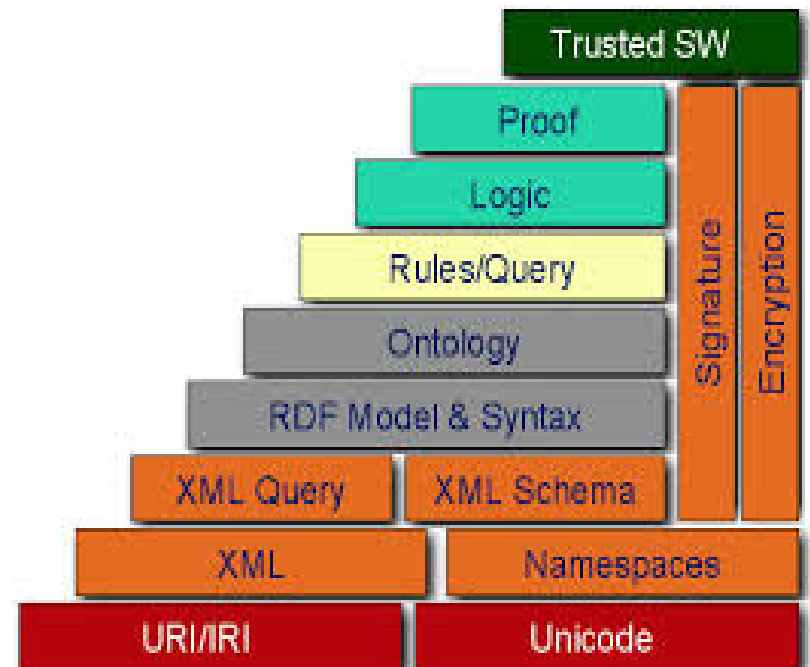 Trusted SW
Proof
Logic
Rules/Query
Ontology
RDF Model & Syntax
XML Query
XML Schema
Signature
Encryption
XML
Namespaces
URI/IRI
Unicode